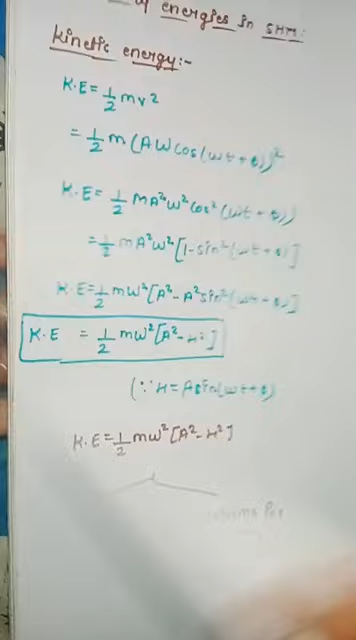 of energies in SHM:
Kinetic energy:-
K.E = 1/2 mv²
= 1/2 m (Aω cos(ωt + θ))²
K.E = 1/2 mA²ω² cos² (ωt + θ))
= 1/2 mA²ω² [1 - sin² (ωt + θ)]
K.E = 1/2 mω² [A² - A² sin² (ωt + θ)]
K.E = 1/2 mω² [A² - x²]
(∵ x = A sin (ωt + θ)
K.E = 1/2 mω² [A² - x²]